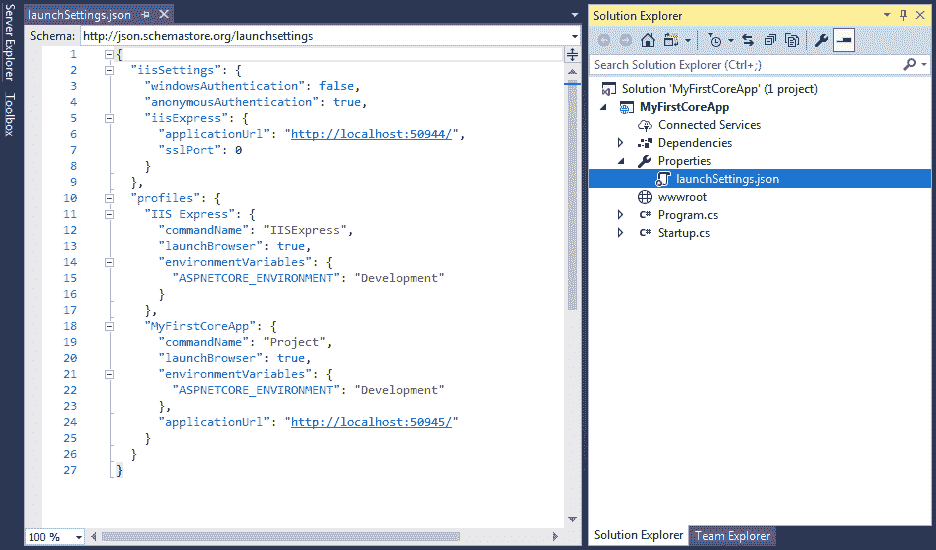 Server Explorer
Toolbox
launchSettings.json
Schema: http://json.schemastore.org/launchsettings
1 {
2 "iisSettings": {
3 "windowsAuthentication": false,
4 "anonymousAuthentication": true,
5 "iisExpress": {
6 "applicationUrl": "http://localhost:50944/",
7 "sslPort": 0
8 }
9 },
10 "profiles": {
11 "IIS Express": {
12 "commandName": "IISExpress",
13 "launchBrowser": true,
14 "environmentVariables": {
15 "ASPNETCORE_ENVIRONMENT": "Development"
16 }
17 },
18 "MyFirstCoreApp": {
19 "commandName": "Project",
20 "launchBrowser": true,
21 "environmentVariables": {
22 "ASPNETCORE_ENVIRONMENT": "Development"
23 },
24 "applicationUrl": "http://localhost:50945/"
25 }
26 }
27 }
100 %
Solution Explorer
Search Solution Explorer (Ctrl+;)
Solution 'MyFirstCoreApp' (1 project)
MyFirstCoreApp
Connected Services
Dependencies
Properties
launchSettings.json
wwwroot
C# Program.cs
C# Startup.cs
Solution Explorer Team Explorer